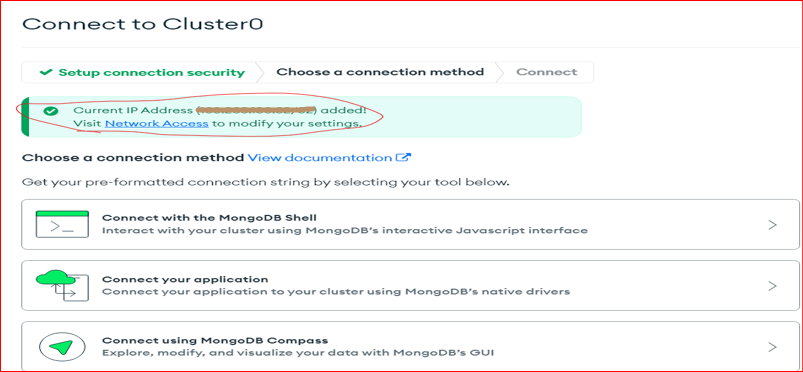 Connect to Cluster0
Setup connection security
Choose a connection method
Connect
Current IP Address ( ) added!
Visit Network Access to modify your settings.
Choose a connection method View documentation
Get your pre-formatted connection string by selecting your tool below.
Connect with the MongoDB Shell
Interact with your cluster using MongoDB's interactive Javascript interface
Connect your application
Connect your application to your cluster using MongoDB's native drivers
Connect using MongoDB Compass
Explore, modify, and visualize your data with MongoDB's GUI